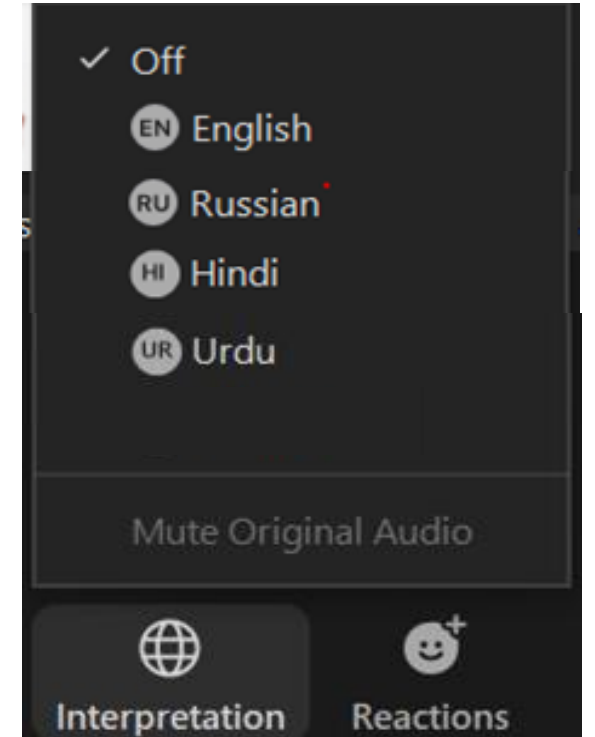 Off
EN English
RU Russian
HI Hindi
UR Urdu
Mute Original Audio
Interpretation Reactions